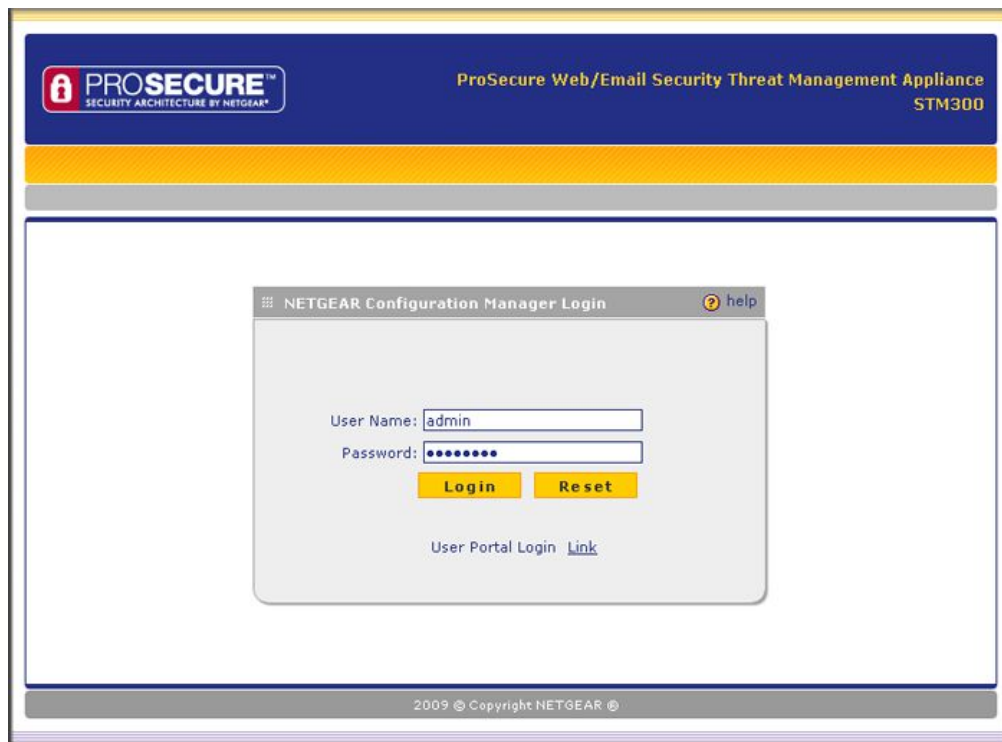 PROSECURE™
SECURITY ARCHITECTURE BY NETGEAR®
ProSecure Web/Email Security Threat Management Appliance
STM300
NETGEAR Configuration Manager Login
? help
User Name: admin
Password: ••••••••
Login Reset
User Portal Login Link
2009 © Copyright NETGEAR ®